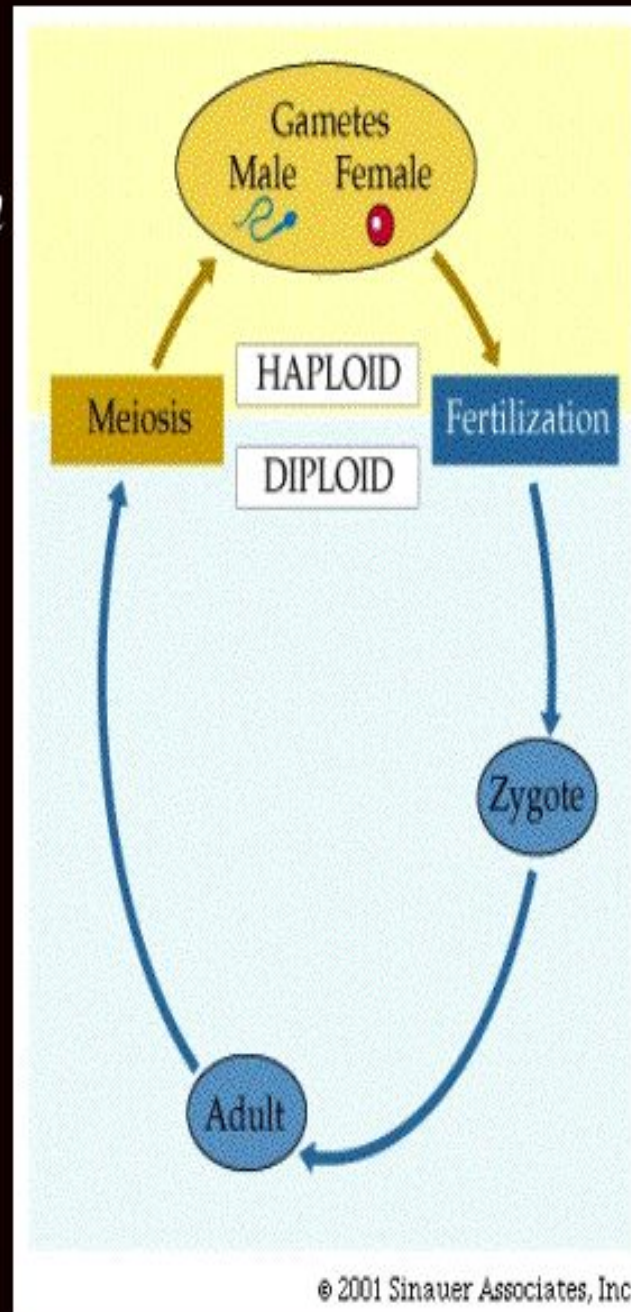 Gametes
Male Female
HAPLOID
Meiosis
Fertilization
DIPLOID
Zygote
Adult
© 2001 Sinauer Associates, Inc